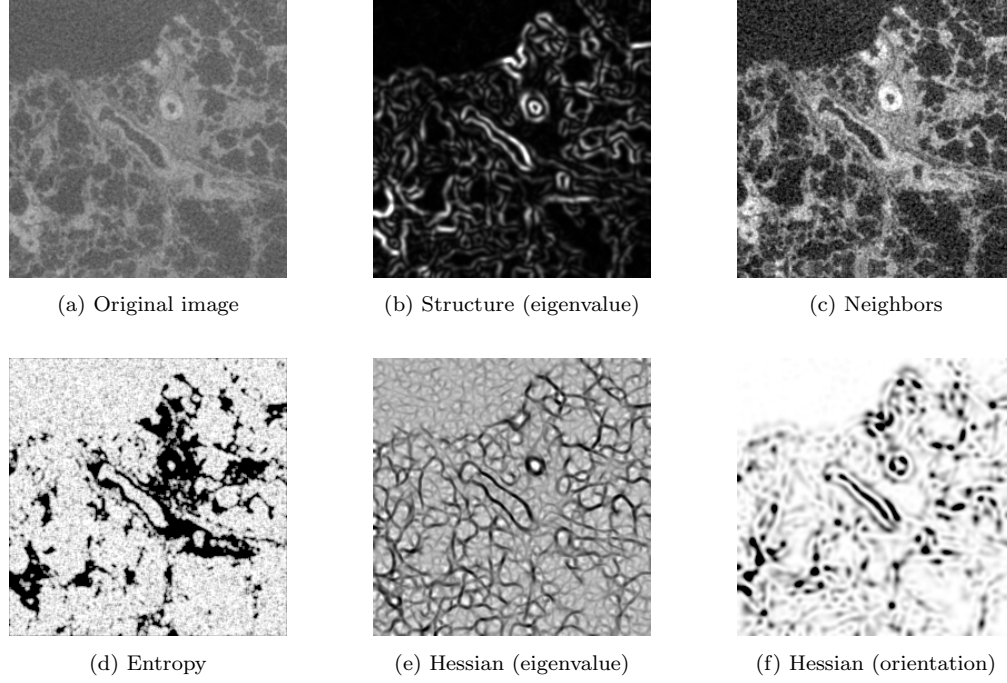 (a) Original image
(b) Structure (eigenvalue)
(c) Neighbors
(d) Entropy
(e) Hessian (eigenvalue)
(f) Hessian (orientation)